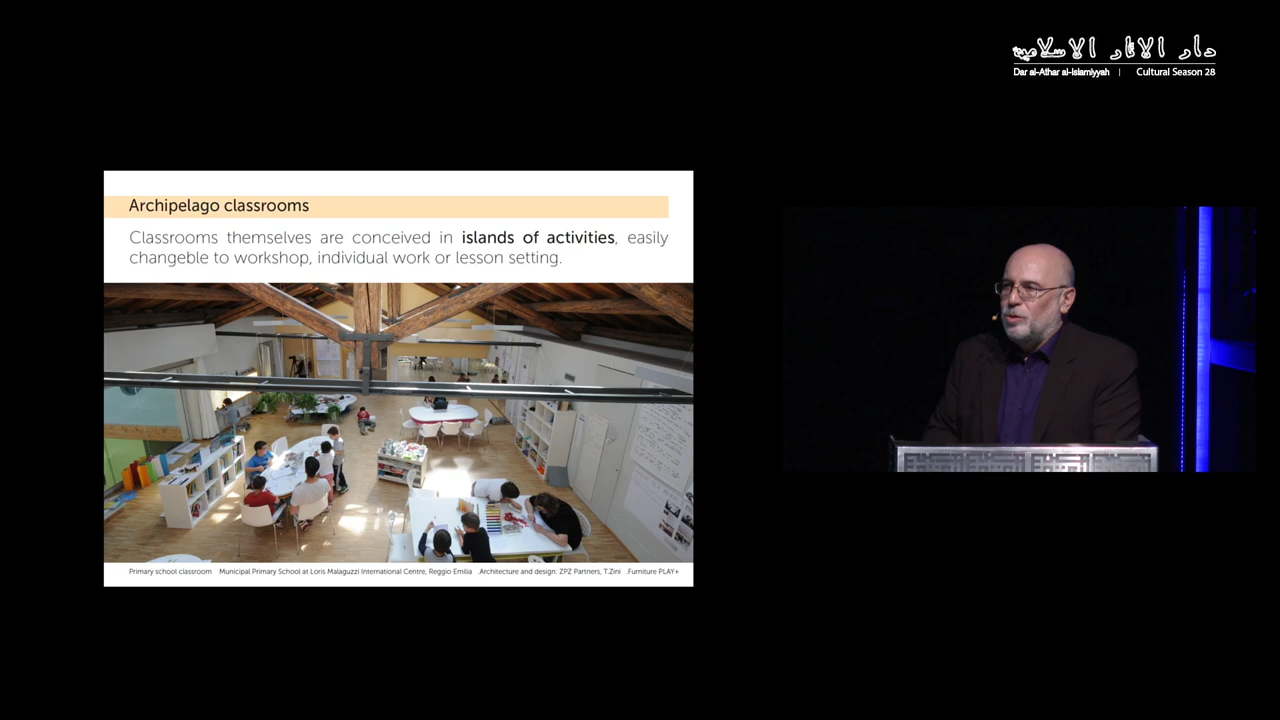 دار الآثار الاسلاميه
Dar al-Athar al-Islamiyyah | Cultural Season 28
Archipelago classrooms
Classrooms themselves are conceived in islands of activities, easily
changeble to workshop, individual work or lesson setting.
Primary school classroom Municipal Primary School at Loris Malaguzzi International Centre, Reggio Emilia .Architecture and design: ZPZ Partners, T.Zini .Furniture PLAY+